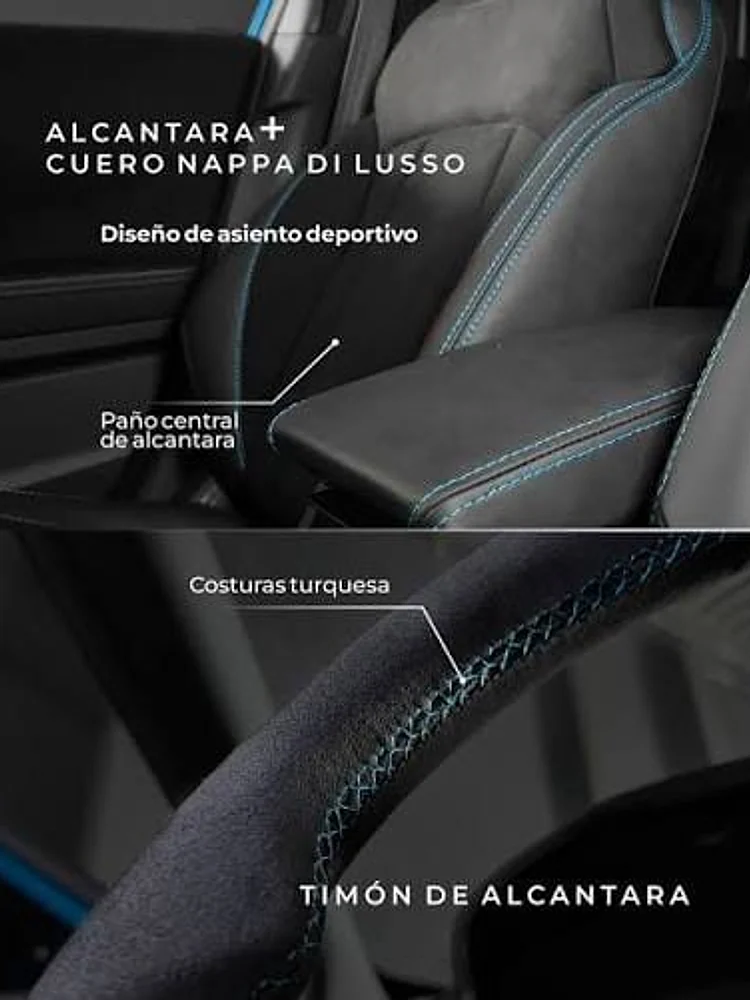 ALCANTARA+
CUERO NAPPA DI LUSSO
Diseño de asiento deportivo
Paño central
de alcantara
Costuras turquesa
TIMÓN DE ALCANTARA